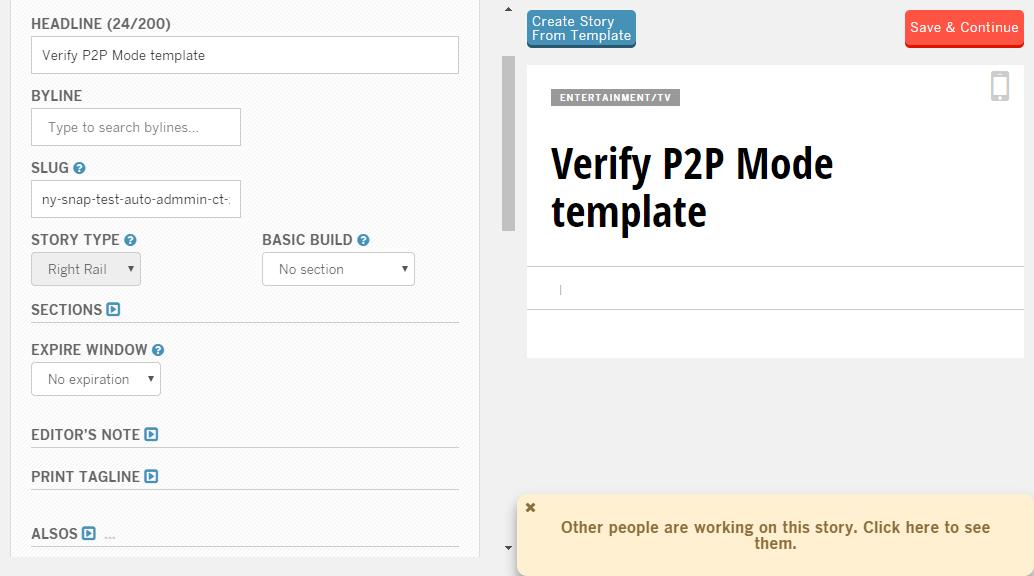 HEADLINE (24/200)
Verify P2P Mode template
BYLINE
Type to search bylines...
SLUG
ny-snap-test-auto-admmin-ct-
STORY TYPE
BASIC BUILD
Right Rail
No section
SECTIONS
EXPIRE WINDOW
No expiration
EDITOR'S NOTE
PRINT TAGLINE
ALSOS ...
Create Story
From Template
Save & Continue
ENTERTAINMENT/TV
Verify P2P Mode
template
Other people are working on this story. Click here to see
them.